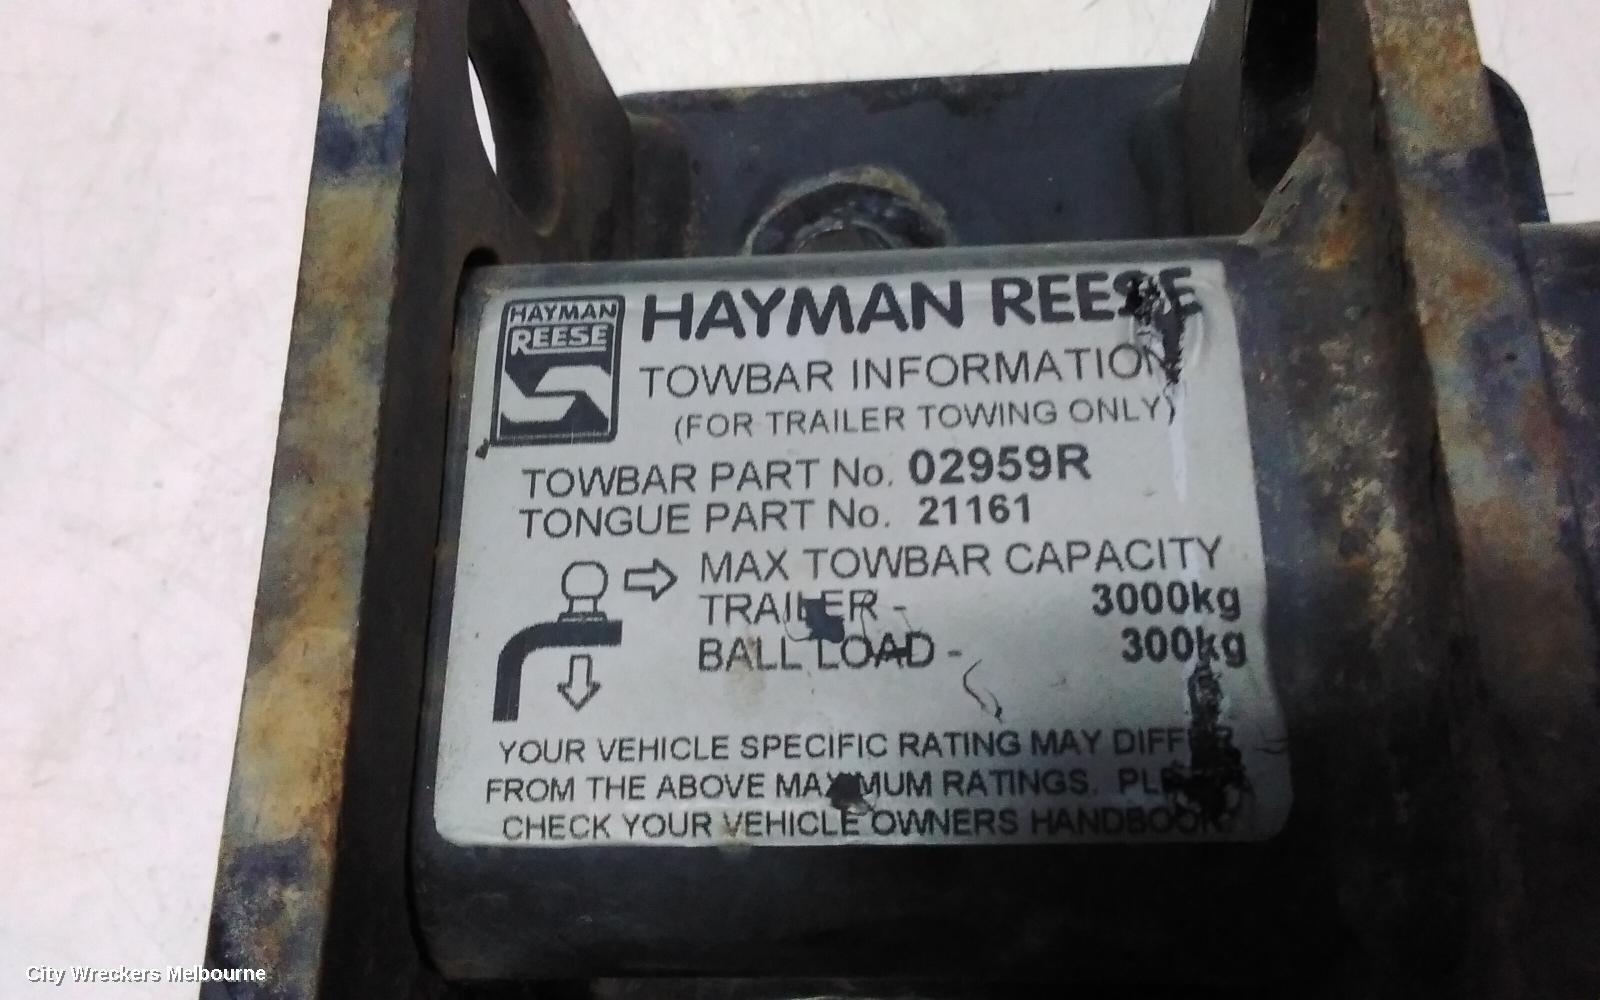 HAYMAN
REESE
HAYMAN REESE
TOWBAR INFORMATION
(FOR TRAILER TOWING ONLY)
TOWBAR PART No. 02959R
TONGUE PART No. 21161
MAX TOWBAR CAPACITY
TRAILER - 3000kg
BALL LOAD - 300kg
YOUR VEHICLE SPECIFIC RATING MAY DIFFER
FROM THE ABOVE MAXIMUM RATINGS.
CHECK YOUR VEHICLE OWNERS HANDBOOK
City Wreckers Melbourne